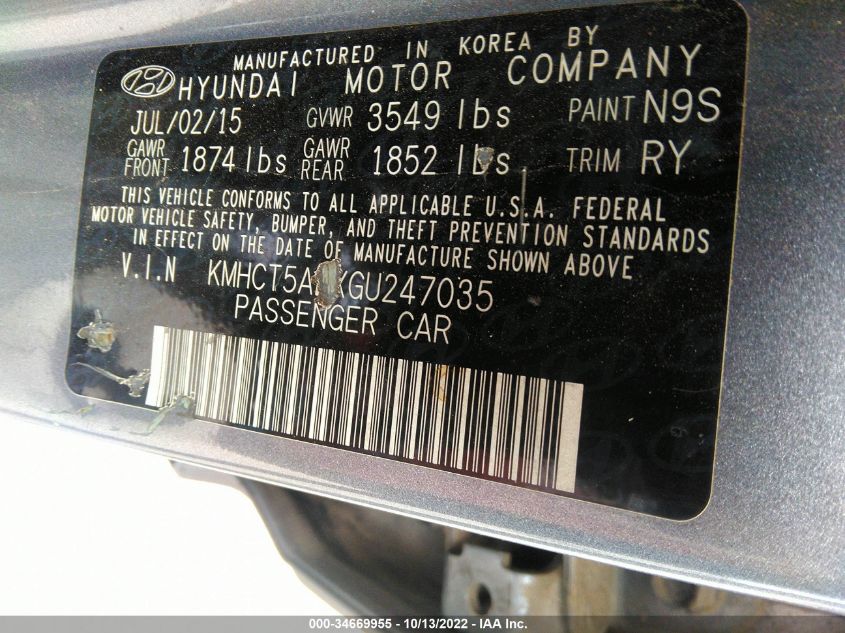 MANUFACTURED IN KOREA BY
HYUNDAI MOTOR COMPANY
JUL/02/15 GVWR 3549 lbs PAINT N9S
GAWR FRONT 1874 lbs GAWR REAR 1852 lbs TRIM RY
THIS VEHICLE CONFORMS TO ALL APPLICABLE U.S.A. FEDERAL
MOTOR VEHICLE SAFETY, BUMPER, AND THEFT PREVENTION STANDARDS
IN EFFECT ON THE DATE OF MANUFACTURE SHOWN ABOVE
V.I.N
PASSENGER CAR
000-34669955 - 10/13/2022 - IAA Inc.